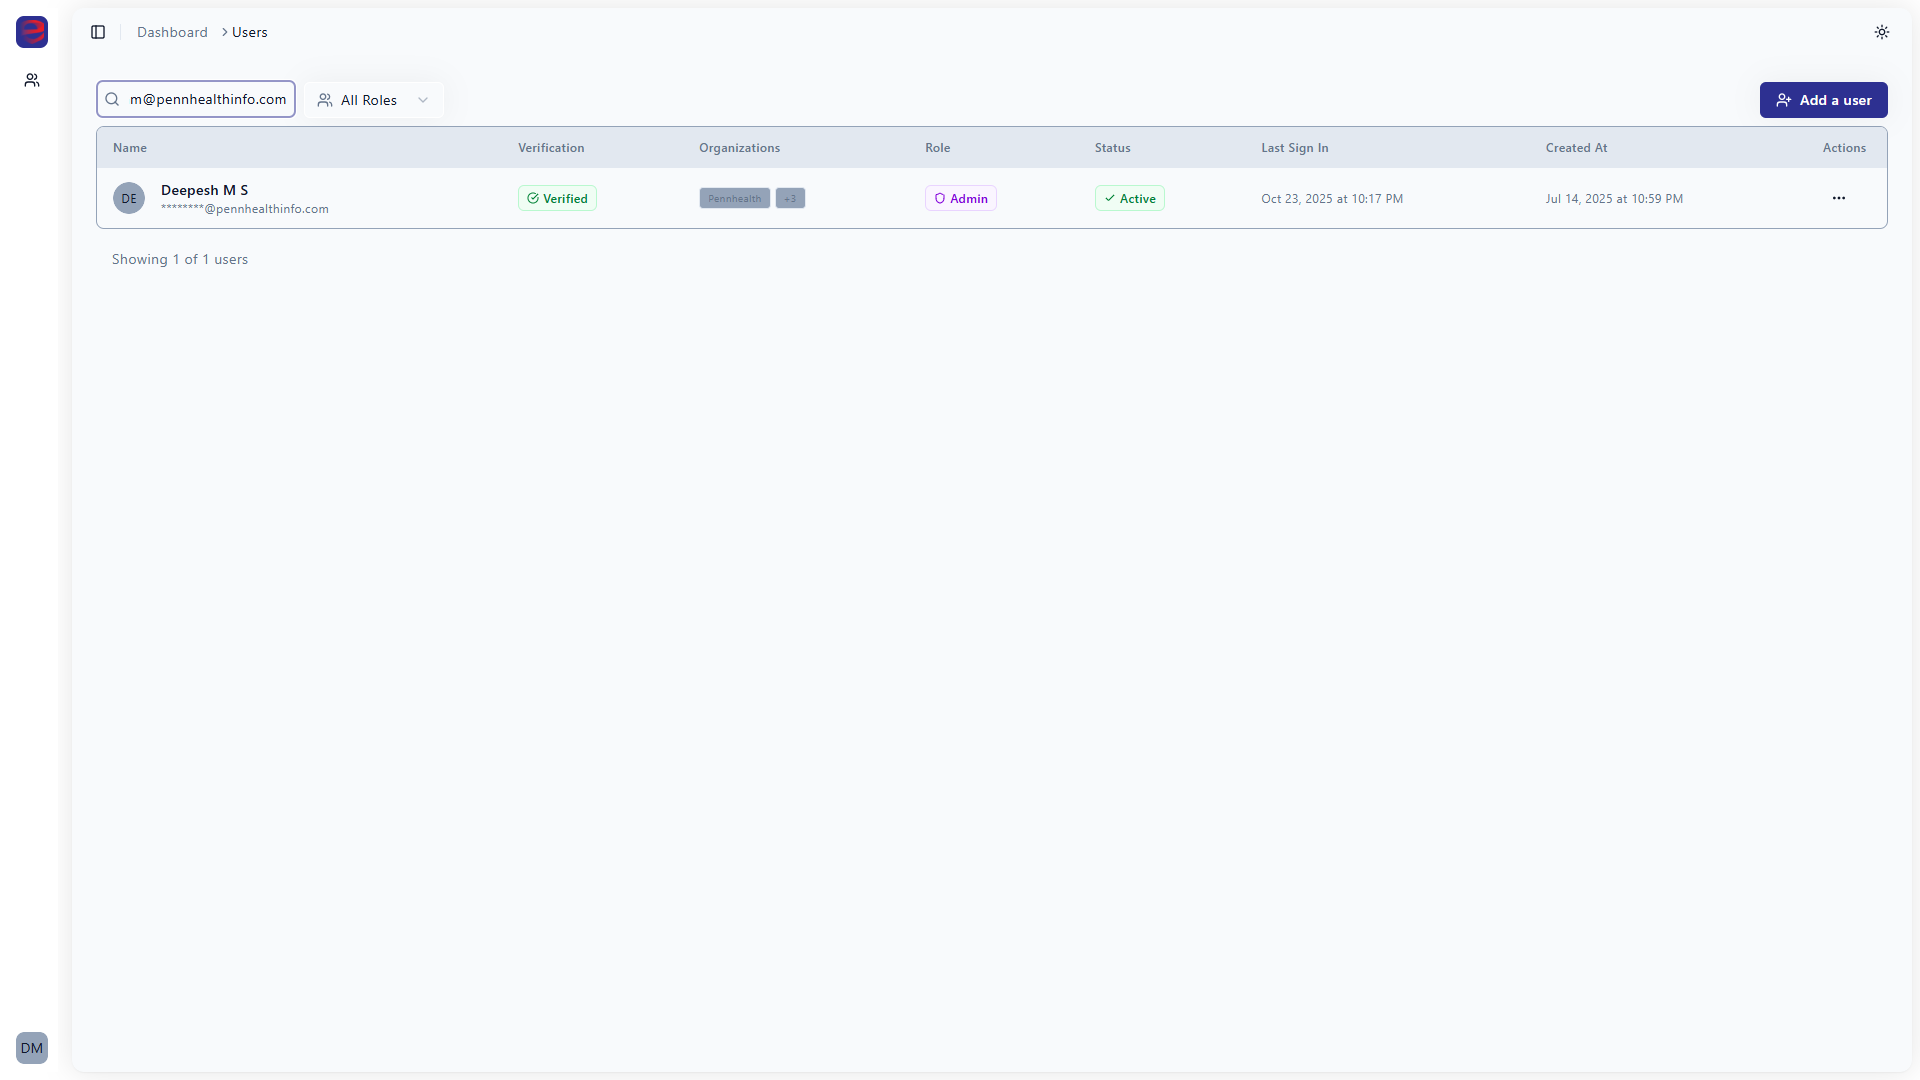 Dashboard > Users
m@pennhealthinfo.com
All Roles
Add a user
Name Verification Organizations Role Status Last Sign In Created At Actions
DE
Deepesh M S
********@pennhealthinfo.com
Verified
Pennhealth +3
Admin
Active
Oct 23, 2025 at 10:17 PM
Jul 14, 2025 at 10:59 PM
Showing 1 of 1 users
DM